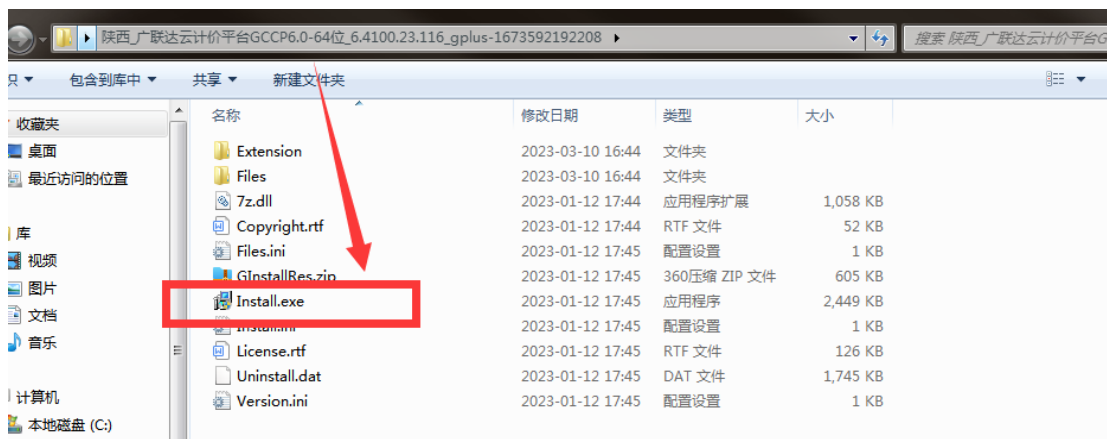 陕西_广联达云计价平台GCCP6.0-64位_6.4100.23.116_gplus-1673592192208
搜索 陕西_广联达云计价平台G
包含到库中 共享 新建文件夹
名称 修改日期 类型 大小
收藏夹
桌面
最近访问的位置
库
视频
图片
文档
音乐
计算机
本地磁盘 (C:)
Extension 2023-03-10 16:44 文件夹
Files 2023-03-10 16:44 文件夹
7z.dll 2023-01-12 17:44 应用程序扩展 1,058 KB
Copyright.rtf 2023-01-12 17:44 RTF 文件 52 KB
Files.ini 2023-01-12 17:45 配置设置 1 KB
GInstallRes.zip 2023-01-12 17:45 360压缩 ZIP 文件 605 KB
Install.exe 2023-01-12 17:45 应用程序 2,449 KB
Install.ini 2023-01-12 17:45 配置设置 1 KB
License.rtf 2023-01-12 17:45 RTF 文件 126 KB
Uninstall.dat 2023-01-12 17:45 DAT 文件 1,745 KB
Version.ini 2023-01-12 17:45 配置设置 1 KB